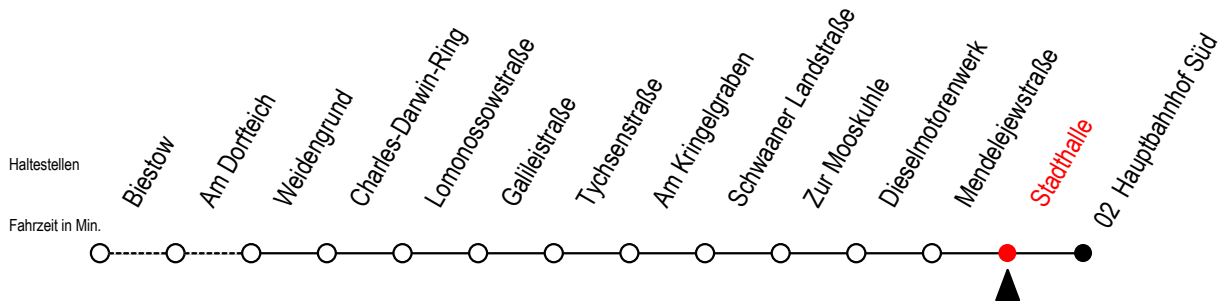 Haltestellen
Fahrzeit in Min.
Biestow
Am Dorfteich
Weidengrund
Charles-Darwin-Ring
Lomonossowstraße
Galileistraße
Tychsenstraße
Am Kringelgraben
Schwaaner Landstraße
Zur Mooskuhle
Dieselmotorenwerk
Mendelejewstraße
Stadthalle
02 Hauptbahnhof Süd